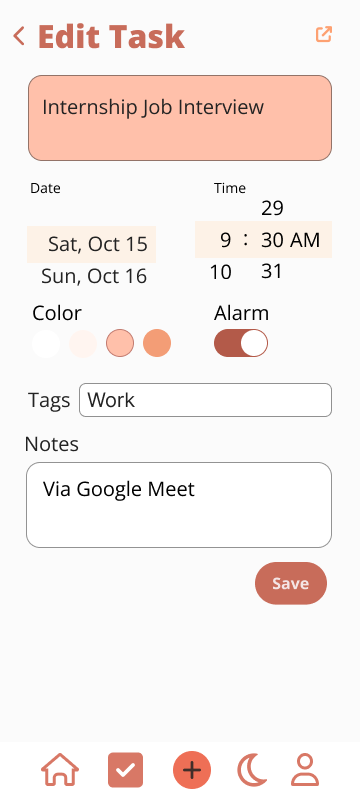 Edit Task
Internship Job Interview
Date
Time
29
Sat, Oct 15
9 : 30 AM
Sun, Oct 16
10 31
Color
Alarm
Tags
Work
Notes
Via Google Meet
Save